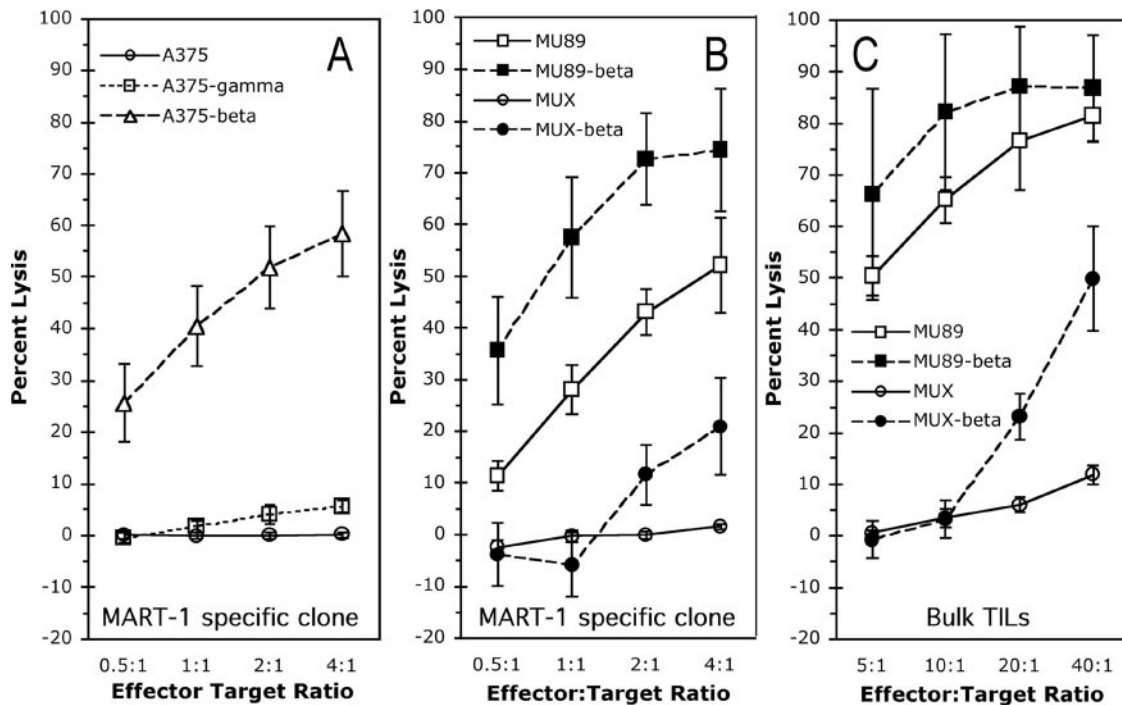 A
A375
A375-gamma
A375-beta
Percent Lysis
100
90
80
70
60
50
40
30
20
10
0
-10
-20
MART-1 specific clone
0.5:1 1:1 2:1 4:1
Effector Target Ratio
B
MU89
MU89-beta
MUX
MUX-beta
Percent Lysis
100
90
80
70
60
50
40
30
20
10
0
-10
-20
MART-1 specific clone
0.5:1 1:1 2:1 4:1
Effector:Target Ratio
C
Percent Lysis
100
90
80
70
60
50
40
30
20
10
0
-10
-20
MU89
MU89-beta
MUX
MUX-beta
Bulk TILs
5:1 10:1 20:1 40:1
Effector:Target Ratio